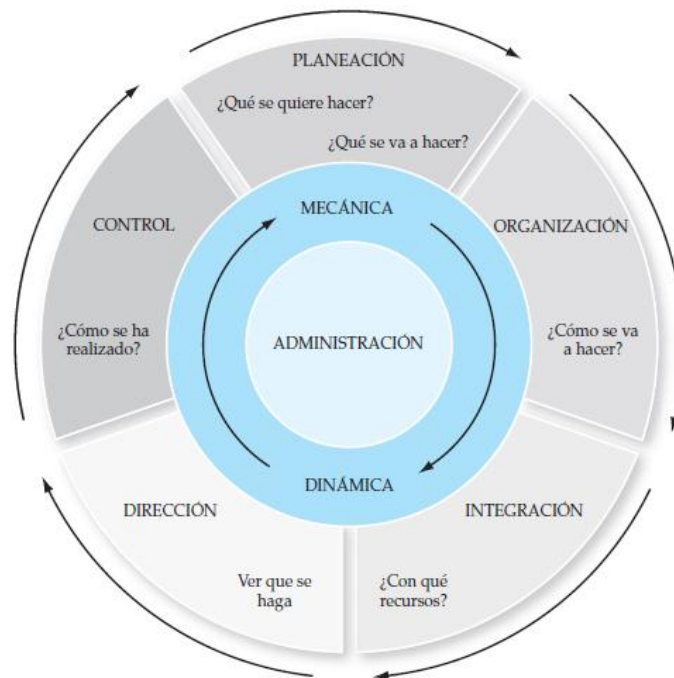 PLANEACIÓN
¿Qué se quiere hacer?
¿Qué se va a hacer?
MECÁNICA
CONTROL
ORGANIZACIÓN
¿Cómo se ha
realizado?
ADMINISTRACIÓN
¿Cómo se va
a hacer?
DINÁMICA
DIRECCIÓN
INTEGRACIÓN
Ver que se
haga
¿Con qué
recursos?